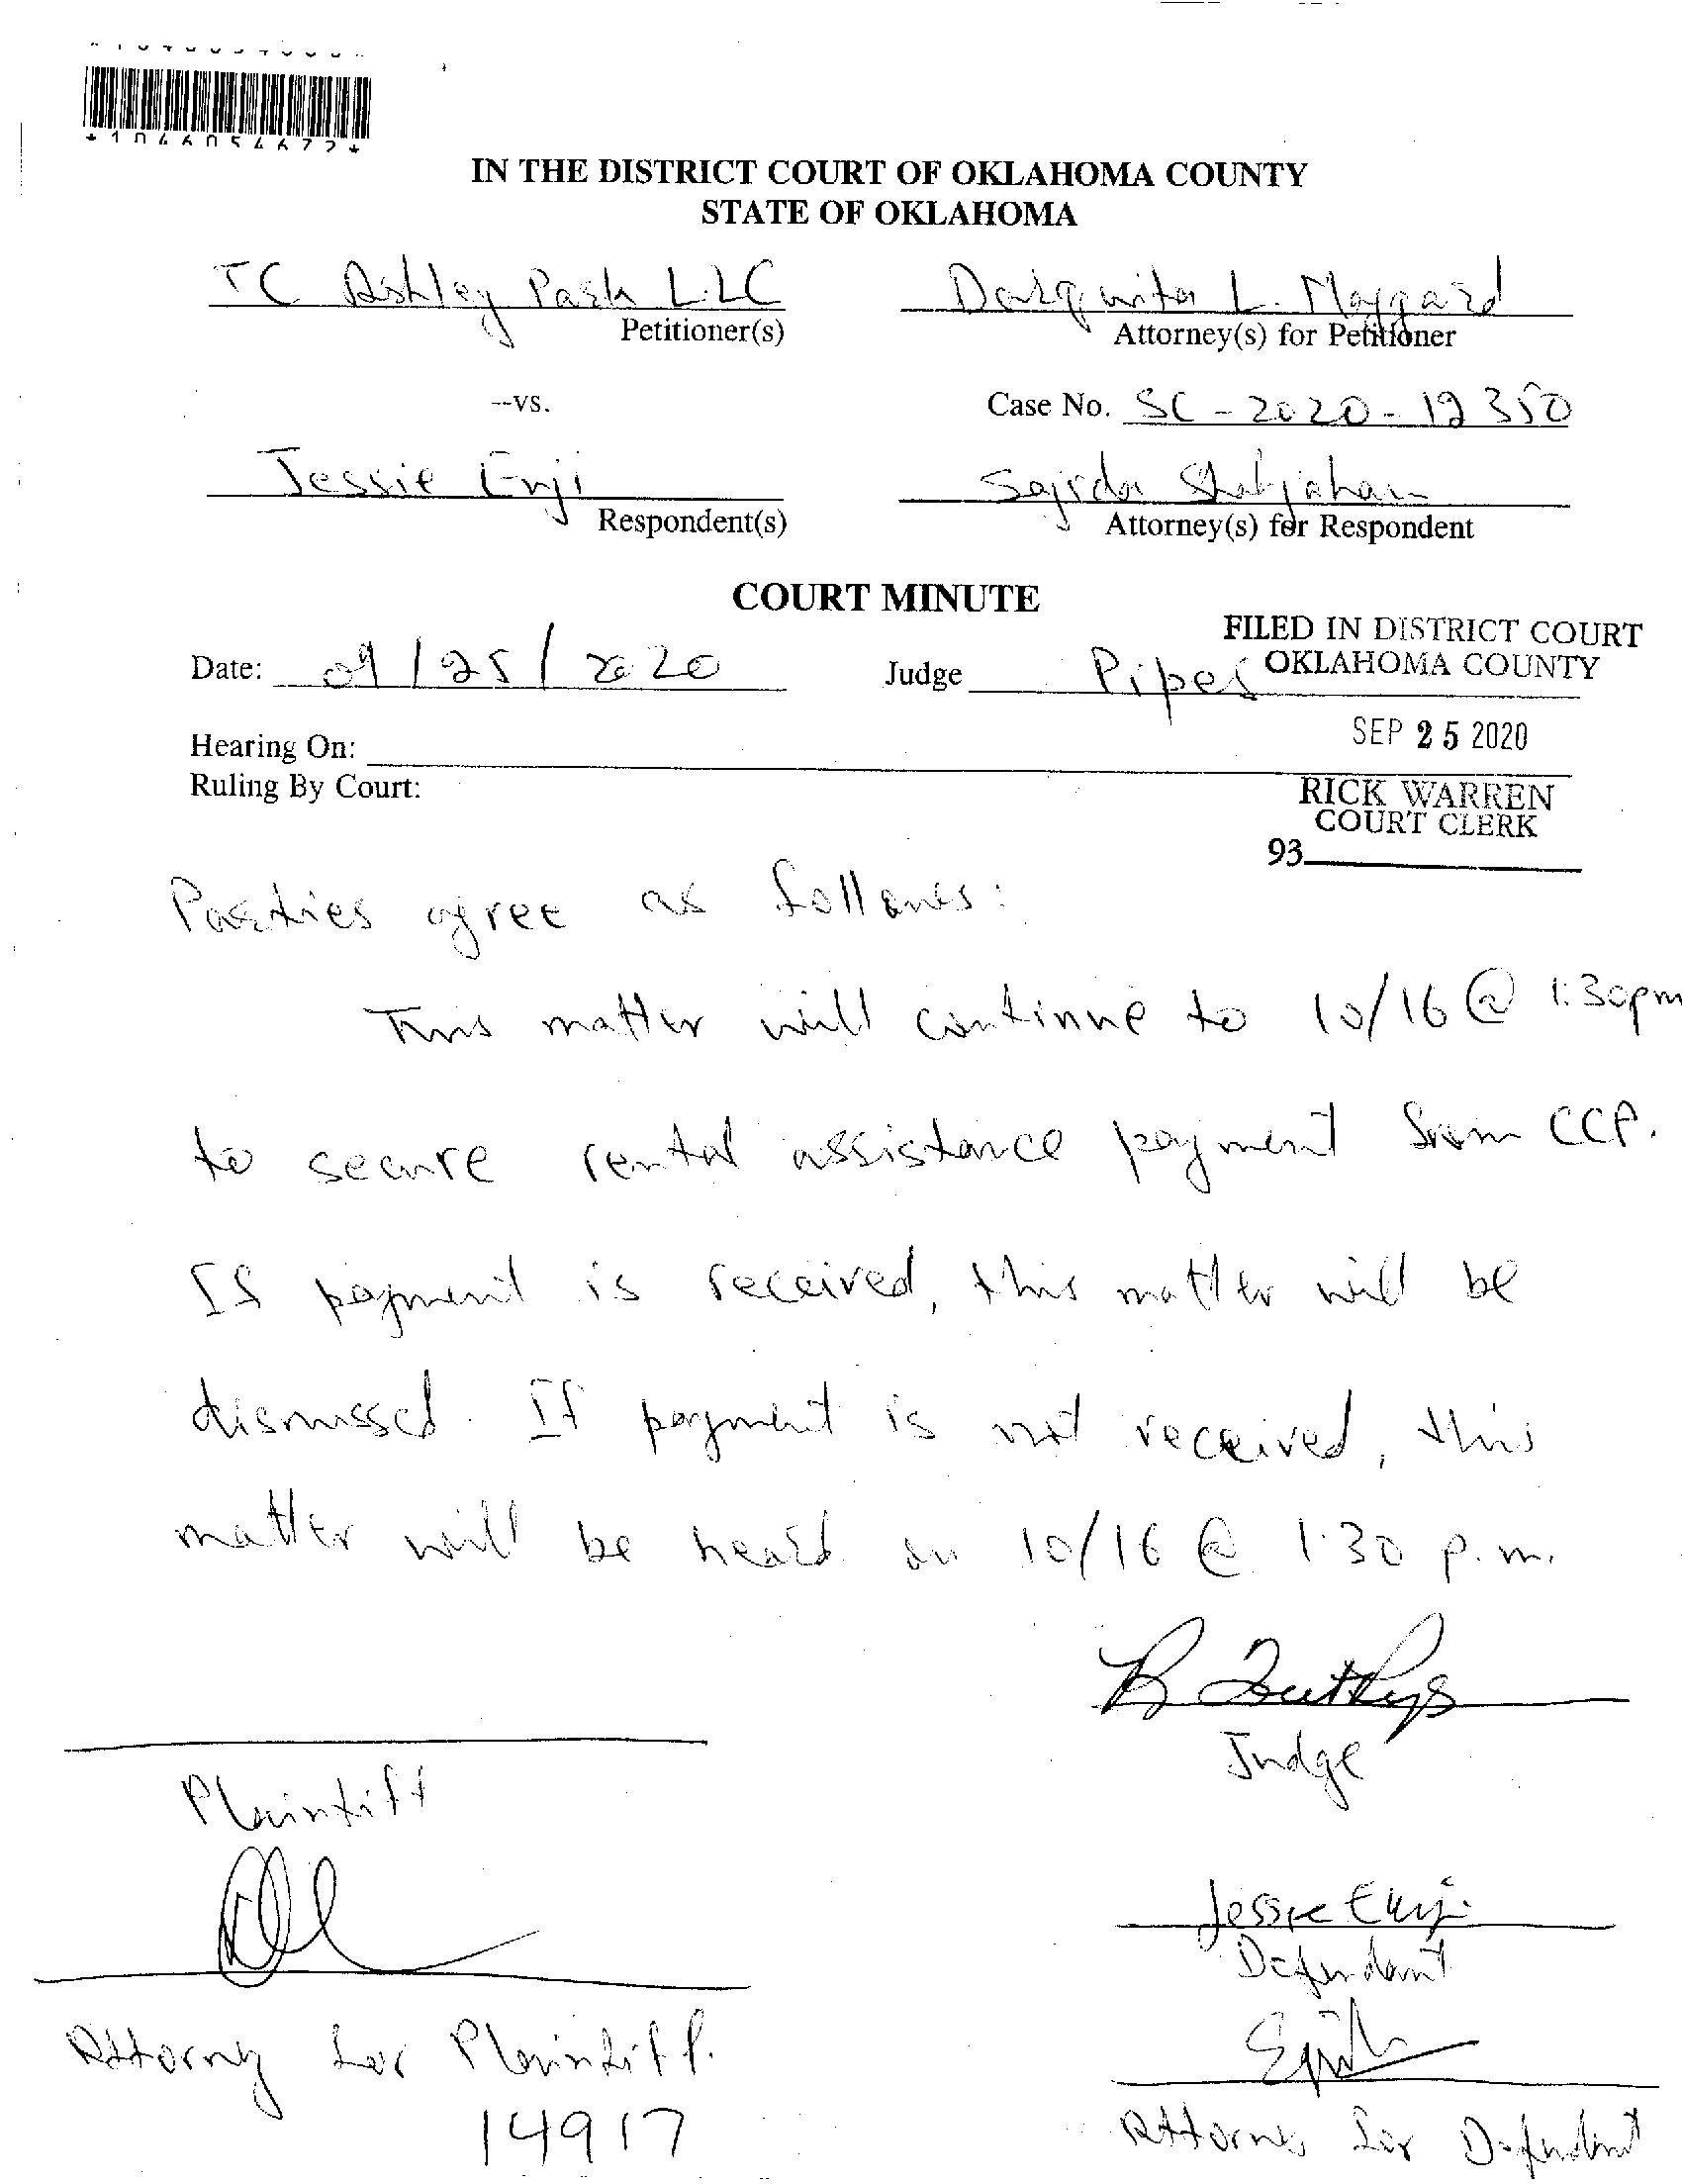 *1046054672*
IN THE DISTRICT COURT OF OKLAHOMA COUNTY
STATE OF OKLAHOMA
TC Ashley Park LLC
Petitioner(s)
Darquita L. Maggard
Attorney(s) for Petitioner
--vs.
Case No. SC-2020-12350
Jessie Enji
Respondent(s)
Sajida Shahjahan
Attorney(s) for Respondent
COURT MINUTE
FILED IN DISTRICT COURT
OKLAHOMA COUNTY
Date: 09/25/2020
Judge Pipes
SEP 25 2020
Hearing On:
Ruling By Court:
RICK WARREN
COURT CLERK
93
Parties agree as follows:
This matter will continue to 10/16 @ 1:30pm
to secure rental assistance payment from CCP.
If payment is received, this matter will be
dismissed. If payment is not received, this
matter will be heard on 10/16 @ 1:30 p.m.
Judge
Plaintiff
Jessie Enji
Defendant
Attorney for Plaintiff.
14917
Attorney for Defendant